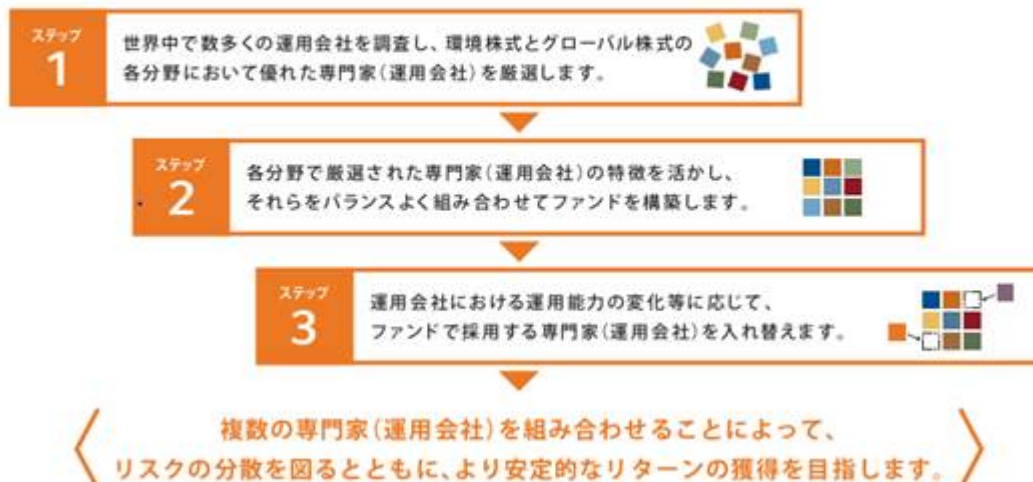 ステップ
1
世界中で数多くの運用会社を調査し、環境株式とグローバル株式の
各分野において優れた専門家(運用会社)を厳選します。
ステップ
2
各分野で厳選された専門家(運用会社)の特徴を活かし、
それらをバランスよく組み合わせてファンドを構築します。
ステップ
3
運用会社における運用能力の変化等に応じて、
ファンドで採用する専門家(運用会社)を入れ替えます。
複数の専門家(運用会社)を組み合わせることによって、
リスクの分散を図るとともに、より安定的なリターンの獲得を目指します。